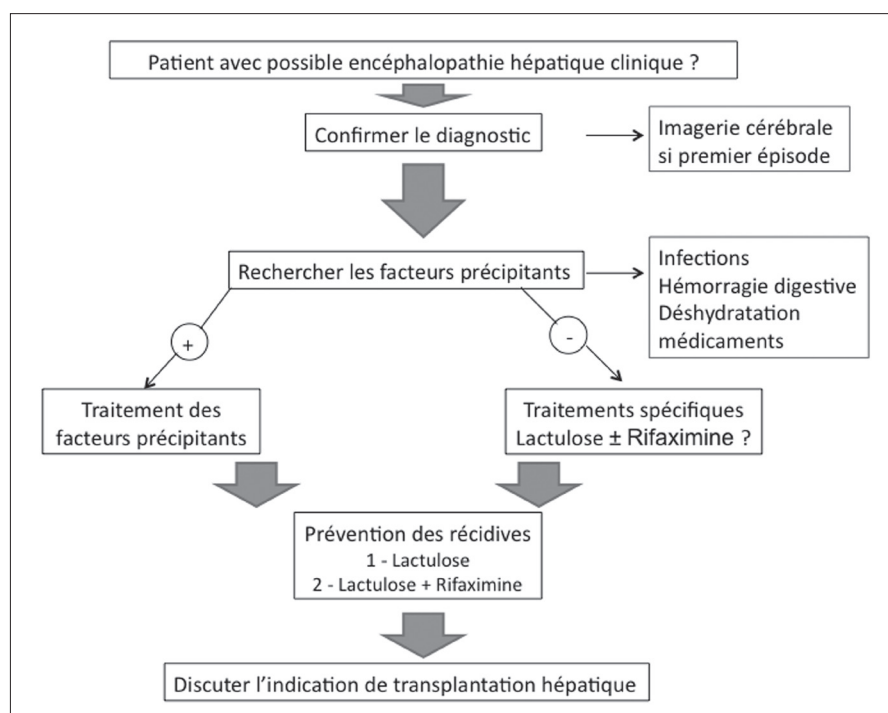 Patient avec possible encéphalopathie hépatique clinique ?
Confirmer le diagnostic
Imagerie cérébrale
si premier épisode
Rechercher les facteurs précipitants
Infections
Hémorragie digestive
Déshydratation
médicaments
+
-
Traitement des
facteurs précipitants
Traitements spécifiques
Lactulose ± Rifaximine ?
Prévention des récidives
1 - Lactulose
2 - Lactulose + Rifaximine
Discuter l'indication de transplantation hépatique